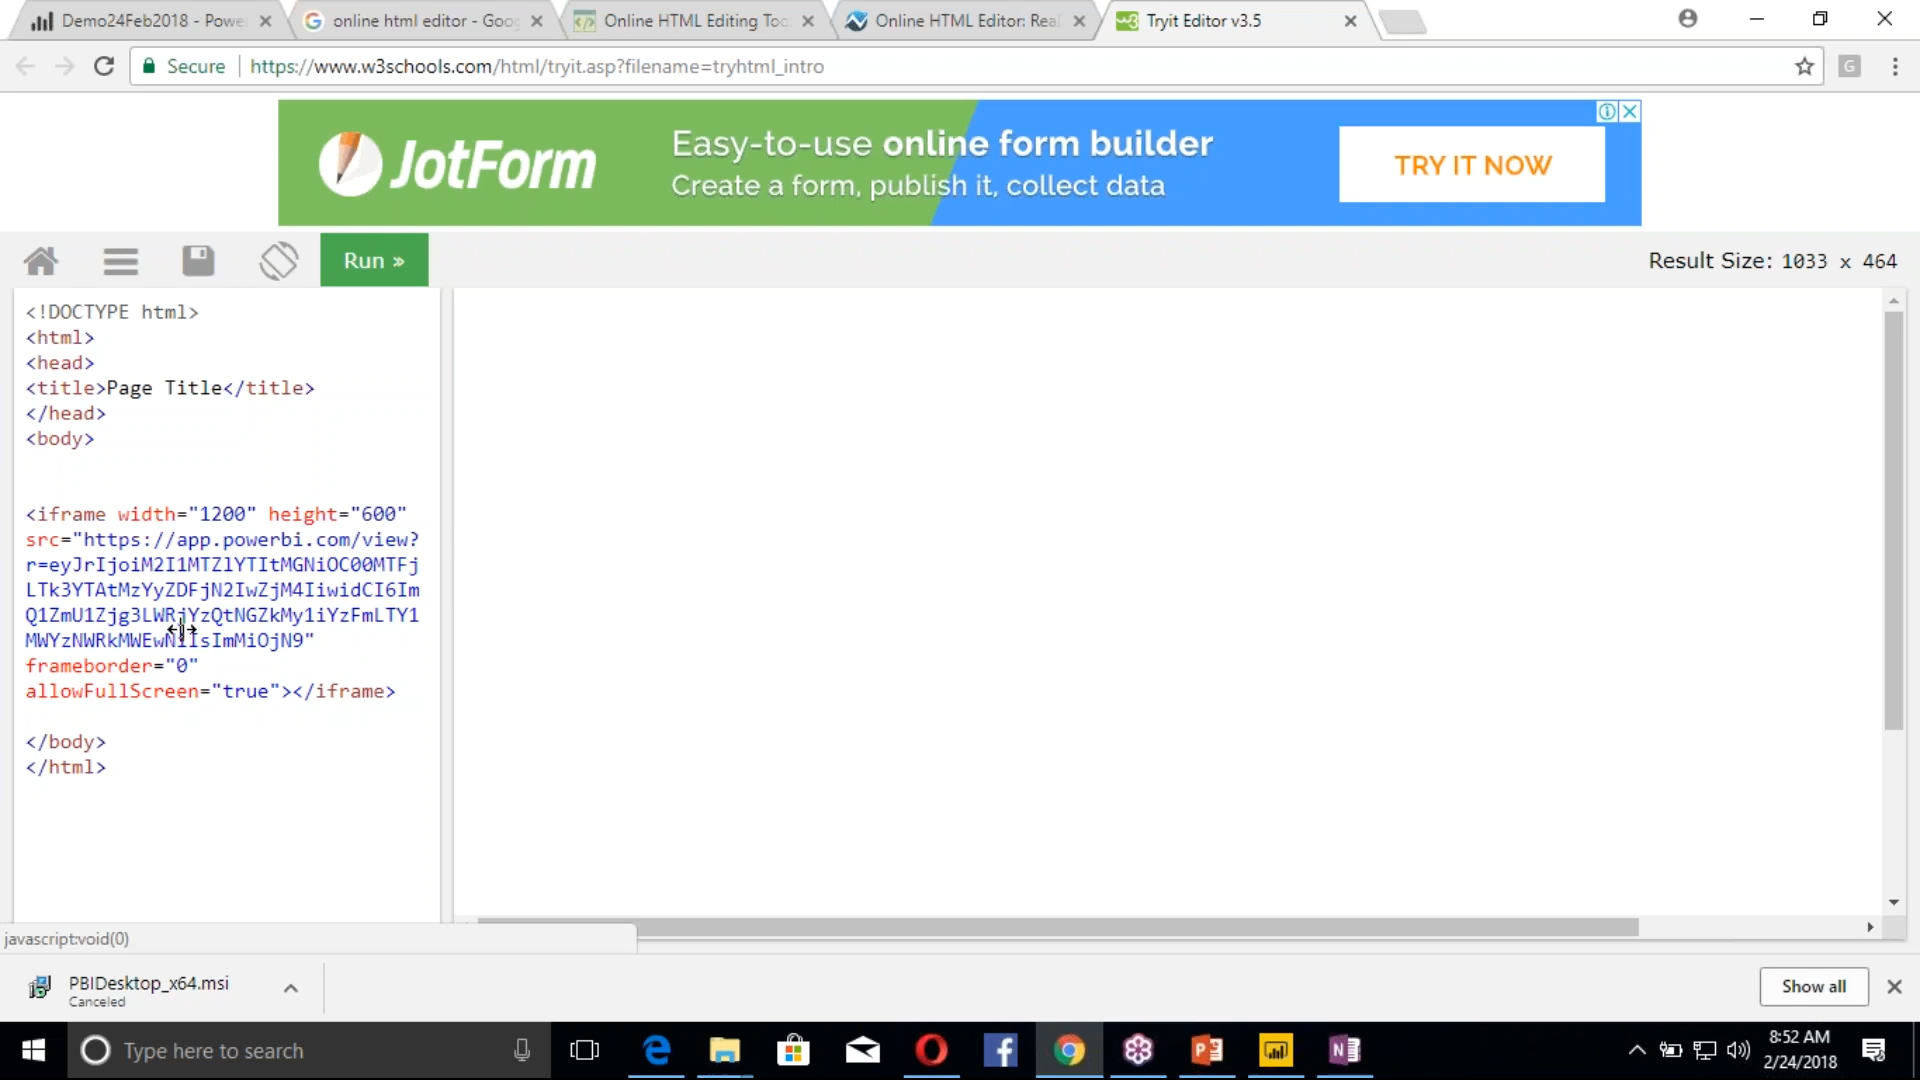 Demo24Feb2018 - Powe
online html editor - Goog
Online HTML Editing Too
Online HTML Editor: Rea
Tryit Editor v3.5
Secure
https://www.w3schools.com/html/tryit.asp?filename=tryhtml_intro
G
JotForm
Easy-to-use online form builder
Create a form, publish it, collect data
TRY IT NOW
Run »
Result Size: 1033 x 464
<!DOCTYPE html>
<html>
<head>
<title>Page Title</title>
</head>
<body>
<iframe width="1200" height="600"
src="https://app.powerbi.com/view?
r=eyJrIjoiM2I1MTZlYTItMGNiOC00MTFj
LTk3YTAtMzYyZDFjN2IwZjM4IiwidCI6Im
Q1ZmU1Zjg3LWRjYzQtNGZkMy1iYzFmLTY1
MWYzNWRkMWEwNiIsImMiOjN9"
frameborder="0"
allowFullScreen="true"></iframe>
</body>
</html>
javascript:void(0)
PBIDesktop_x64.msi
Canceled
Show all
Type here to search
8:52 AM
2/24/2018